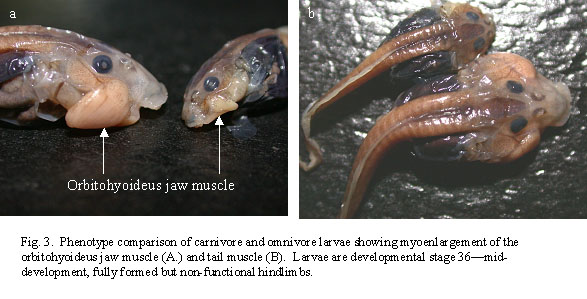 a
b
Orbitohyoideus jaw muscle
Fig. 3. Phenotype comparison of carnivore and omnivore larvae showing myoenlargement of the
orbitohyoideus jaw muscle (A.) and tail muscle (B). Larvae are developmental stage 36—mid-
development, fully formed but non-functional hindlimbs.